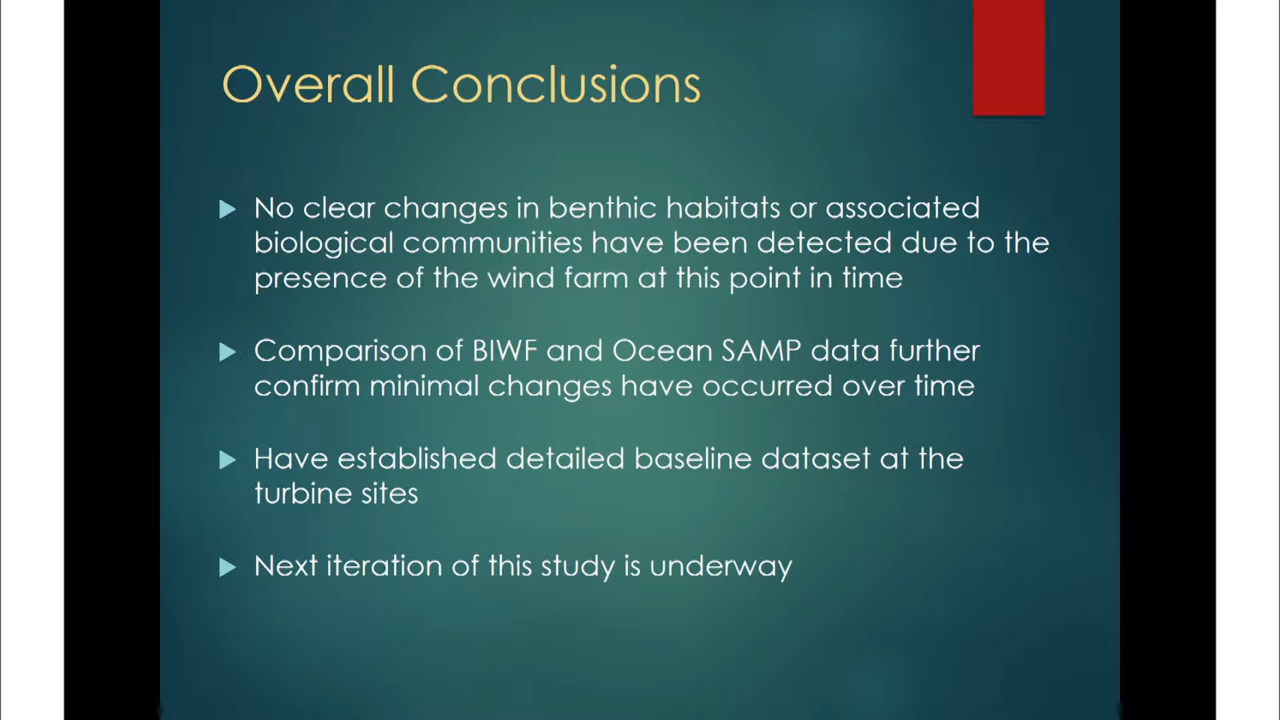 Overall Conclusions
No clear changes in benthic habitats or associated
biological communities have been detected due to the
presence of the wind farm at this point in time
Comparison of BIWF and Ocean SAMP data further
confirm minimal changes have occurred over time
Have established detailed baseline dataset at the
turbine sites
Next iteration of this study is underway